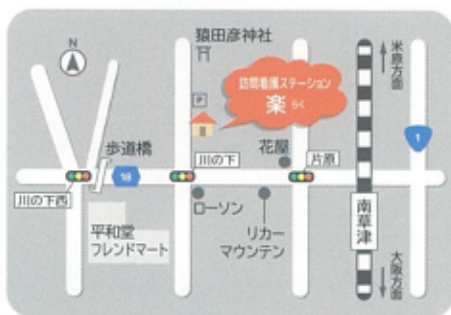 N
猿田彦神社
P
訪問看護ステーション
楽 らく
米原方面
1
歩道橋
18
川の下
花屋
片原
川の下西
ローソン
南草津
平和堂
フレンドマート
リカー
マウンテン
大阪方面